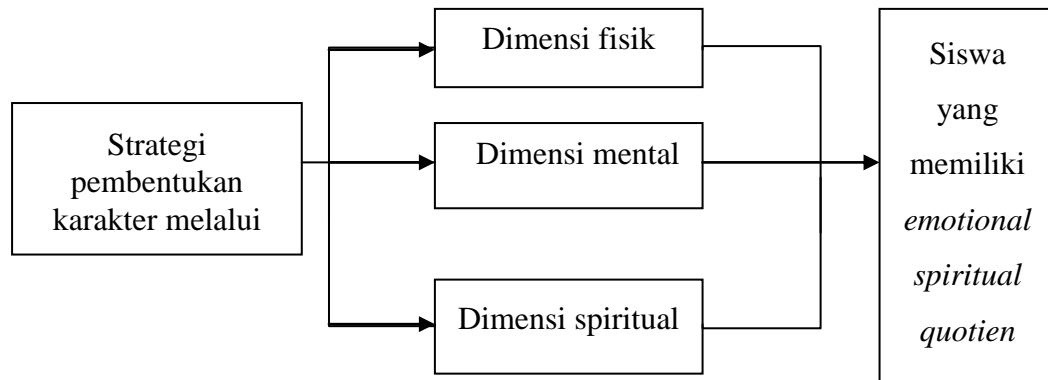 Strategi
pembentukan
karakter melalui
Dimensi fisik
Dimensi mental
Dimensi spiritual
Siswa
yang
memiliki
emotional
spiritual
quotien